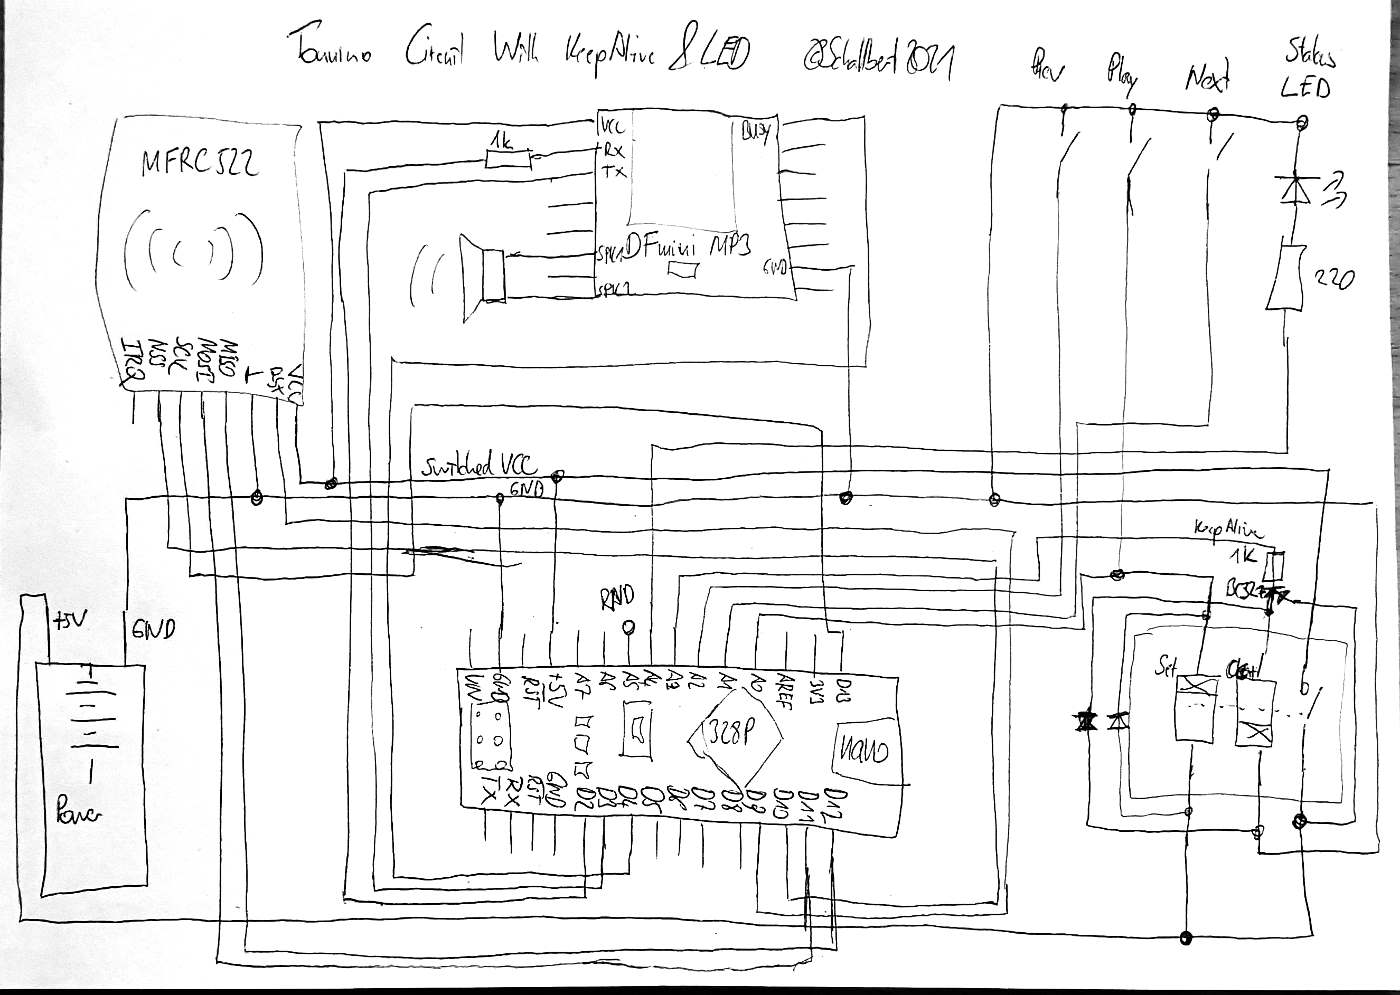 Tonuino Circuit With KeepAlive & LED @Schallbert 2021
Prev
Play
Next
Status
LED
MFRC522
IRQ
NSS
SCK
MOSI
MISO
RST
VCC
1k
VCC
RX
TX
SPK1
SPK2
BUSY
GND
DFmini MP3
220
Switched VCC
GND
KeepAlive
1K
+5V
GND
Power
RND
Set
VIN
GND
RST
+5V
A7
A6
A5
A4
A3
A2
A1
A0
AREF
3V3
D13
328P
nano
TX
RX
RST
GND
D2
D3
D4
D5
D6
D7
D8
D9
D10
D11
D12